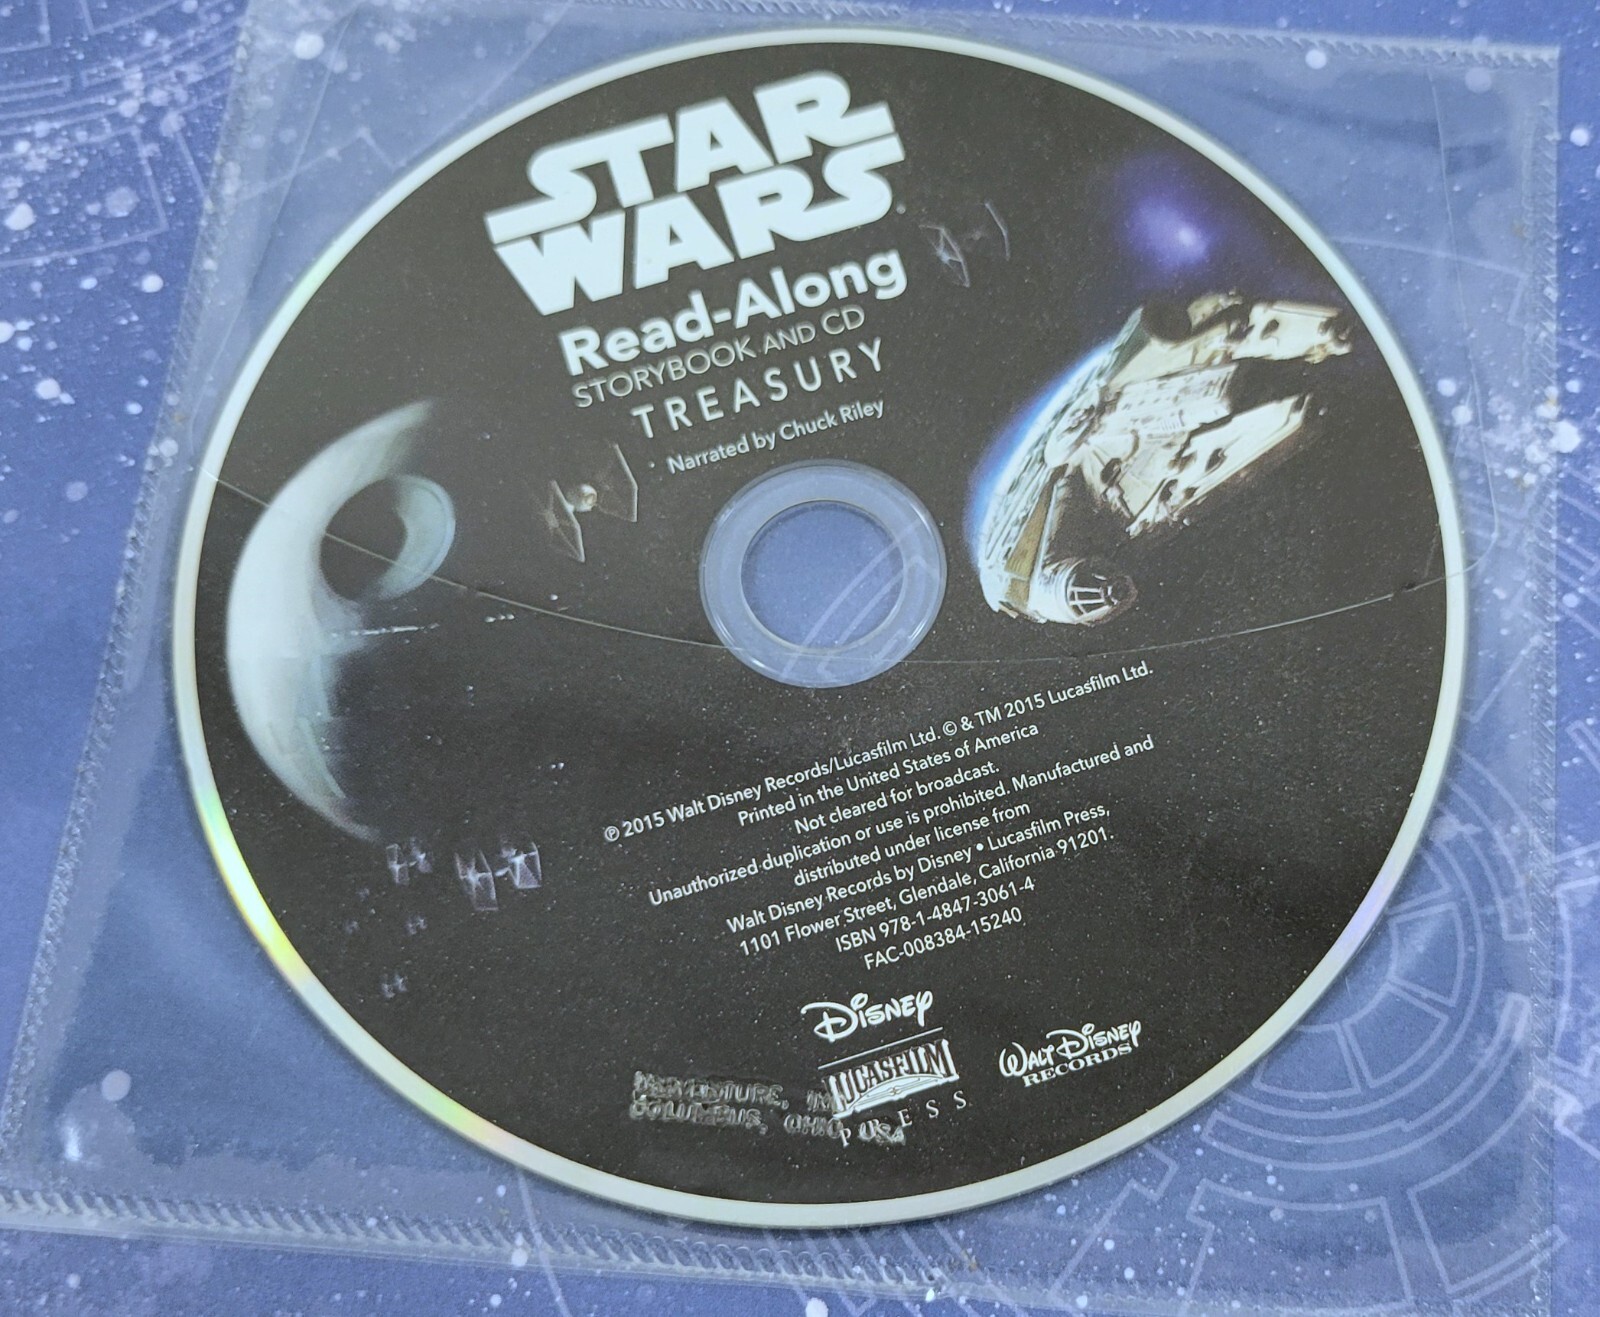 STAR
WARS
Read-Along
STORYBOOK AND CD
TREASURY
Narrated by Chuck Riley
℗ 2015 Walt Disney Records/Lucasfilm Ltd. © & TM 2015 Lucasfilm Ltd.
Printed in the United States of America
Not cleared for broadcast.
Unauthorized duplication or use is prohibited. Manufactured and
distributed under license from
Walt Disney Records by Disney • Lucasfilm Press,
1101 Flower Street, Glendale, California 91201.
ISBN 978-1-4847-3061-4
FAC-008384-15240
Disney
LUCASFILM
PRESS
WALT DISNEY
RECORDS
COLUMBUS, OHIO, USA